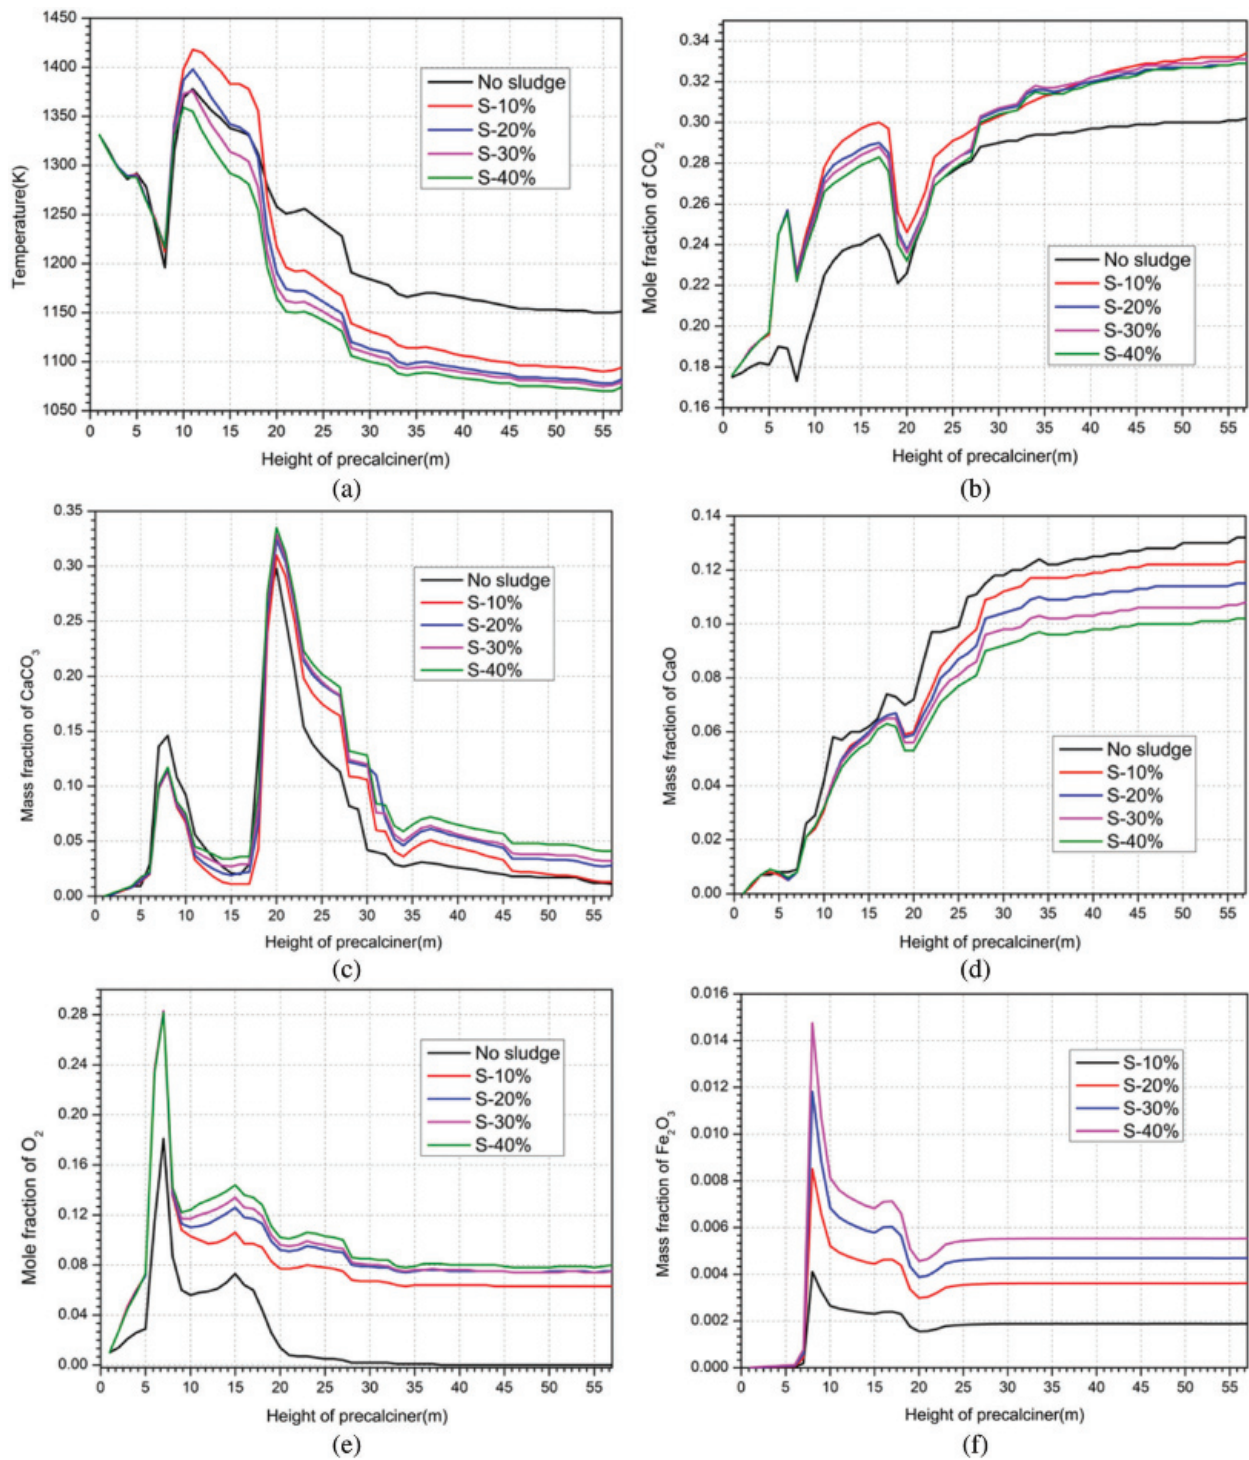 1450
1400
1350
1300
1250
1200
1150
1100
1050
Temperature(K)
No sludge
S-10%
S-20%
S-30%
S-40%
0 5 10 15 20 25 30 35 40 45 50 55
Height of precalciner(m)
(a)
0.34
0.32
0.30
0.28
0.26
0.24
0.22
0.20
0.18
0.16
Mole fraction of CO₂
No sludge
S-10%
S-20%
S-30%
S-40%
0 5 10 15 20 25 30 35 40 45 50 55
Height of precalciner(m)
(b)
0.35
0.30
0.25
0.20
0.15
0.10
0.05
0.00
Mass fraction of CaCO₃
No sludge
S-10%
S-20%
S-30%
S-40%
0 5 10 15 20 25 30 35 40 45 50 55
Height of precalciner(m)
(c)
0.14
0.12
0.10
0.08
0.06
0.04
0.02
0.00
Mass fraction of CaO
No sludge
S-10%
S-20%
S-30%
S-40%
0 5 10 15 20 25 30 35 40 45 50 55
Height of precalciner(m)
(d)
0.28
0.24
0.20
0.16
0.12
0.08
0.04
0.00
Mole fraction of O₂
No sludge
S-10%
S-20%
S-30%
S-40%
0 5 10 15 20 25 30 35 40 45 50 55
Height of precalciner(m)
(e)
0.016
0.014
0.012
0.010
0.008
0.006
0.004
0.002
0.000
Mass fraction of Fe₂O₃
S-10%
S-20%
S-30%
S-40%
0 5 10 15 20 25 30 35 40 45 50 55
Height of precalciner(m)
(f)